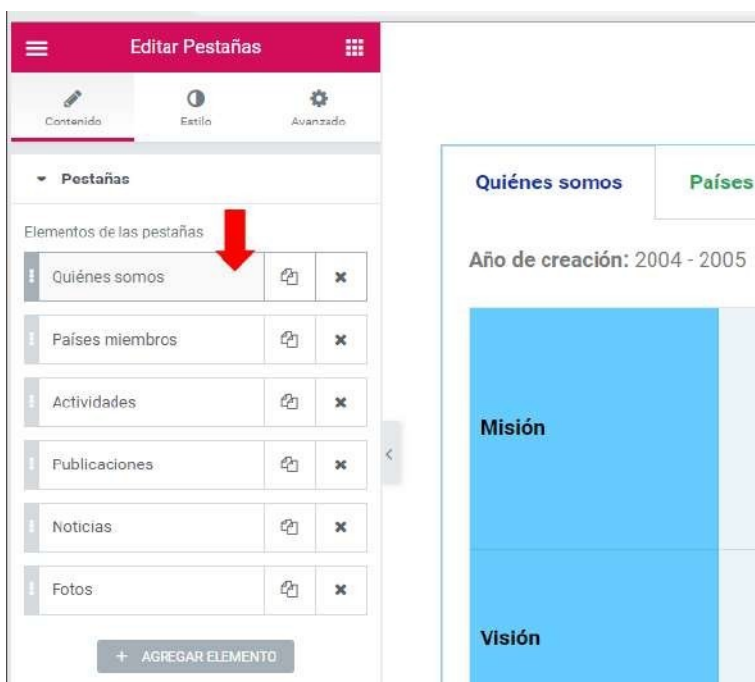 Editar Pestañas
Contenido
Estilo
Avanzado
Pestañas
Elementos de las pestañas
Quiénes somos
Países miembros
Actividades
Publicaciones
Noticias
Fotos
+ AGREGAR ELEMENTO
Quiénes somos
Países
Año de creación: 2004 - 2005
Misión
Visión